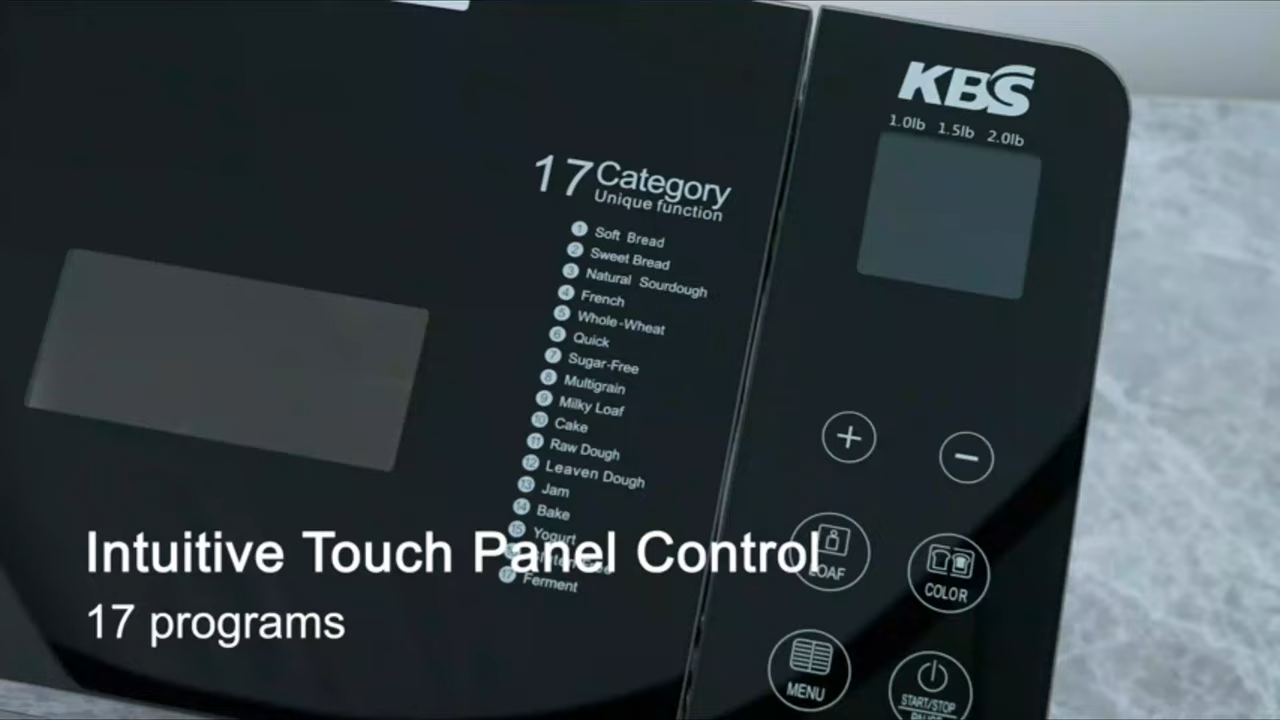 KBS
1.0lb 1.5lb 2.0lb
17 Category
Unique function
1 Soft Bread
2 Sweet Bread
3 Natural Sourdough
4 French
5 Whole-Wheat
6 Quick
7 Sugar-Free
8 Multigrain
9 Milky Loaf
10 Cake
11 Raw Dough
12 Leaven Dough
13 Jam
14 Bake
15 Yogurt
17 Ferment
+
−
LOAF
COLOR
MENU
START/STOP
Intuitive Touch Panel Control
17 programs